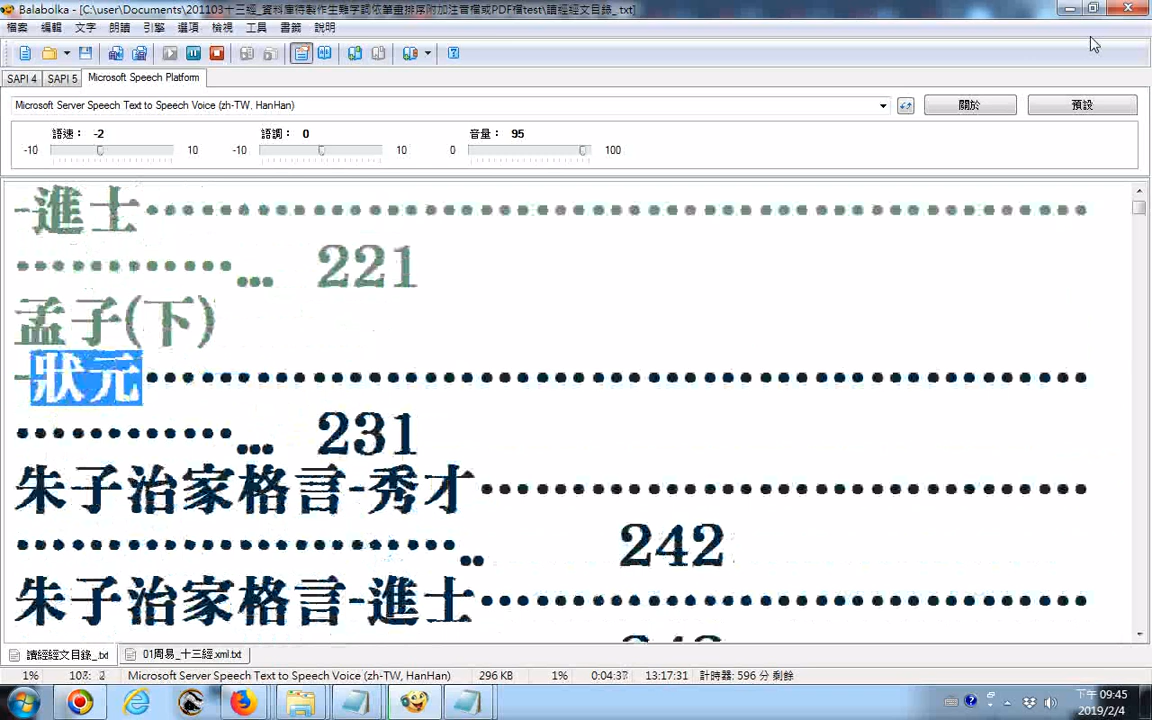 Balabolka - [C:\user\Documents\201103十三經_資料庫待製作生難字詞依筆畫排序附加注音檔或PDF檔test\讀經經文目錄_.txt]
檔案 編輯 文字 朗讀 引擎 選項 檢視 工具 書籤 說明
SAPI 4 SAPI 5 Microsoft Speech Platform
Microsoft Server Speech Text to Speech Voice (zh-TW, HanHan) 關於 預設
語速： -2 語調： 0 音量： 95
-10 10 -10 10 0 100
-進士••••••••••••••••••••••••••••••••••••••••••••••••••
••••••••••••... 221
孟子(下)
-狀元••••••••••••••••••••••••••••••••••••••••••••••••••
••••••••••••... 231
朱子治家格言-秀才•••••••••••••••••••••••••••••••••
••••••••••••••••••••••••.. 242
朱子治家格言-進士•••••••••••••••••••••••••••••••••
讀經經文目錄_.txt 01周易_十三經.xml.txt
1% Microsoft Server Speech Text to Speech Voice (zh-TW, HanHan) 296 KB 1% 0:04:37 13:17:31 計時器: 596 分 剩餘
下午 09:45
2019/2/4